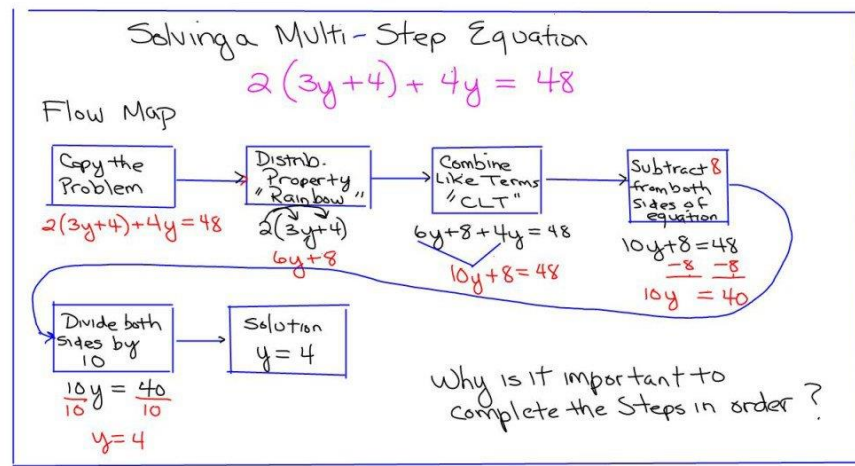 Solving a Multi-Step Equation
2(3y+4) + 4y = 48
Flow Map
Copy the
Problem
2(3y+4)+4y=48
Distrib.
Property
"Rainbow"
2(3y+4)
6y+8
Combine
Like Terms
"CLT"
6y+8+4y=48
10y+8=48
Subtract 8
from both
sides of
equation
10y+8=48
-8 -8
10y = 40
Divide both
sides by
10
10y = 40
10 10
y=4
Solution
y = 4
Why is it important to
complete the Steps in order?